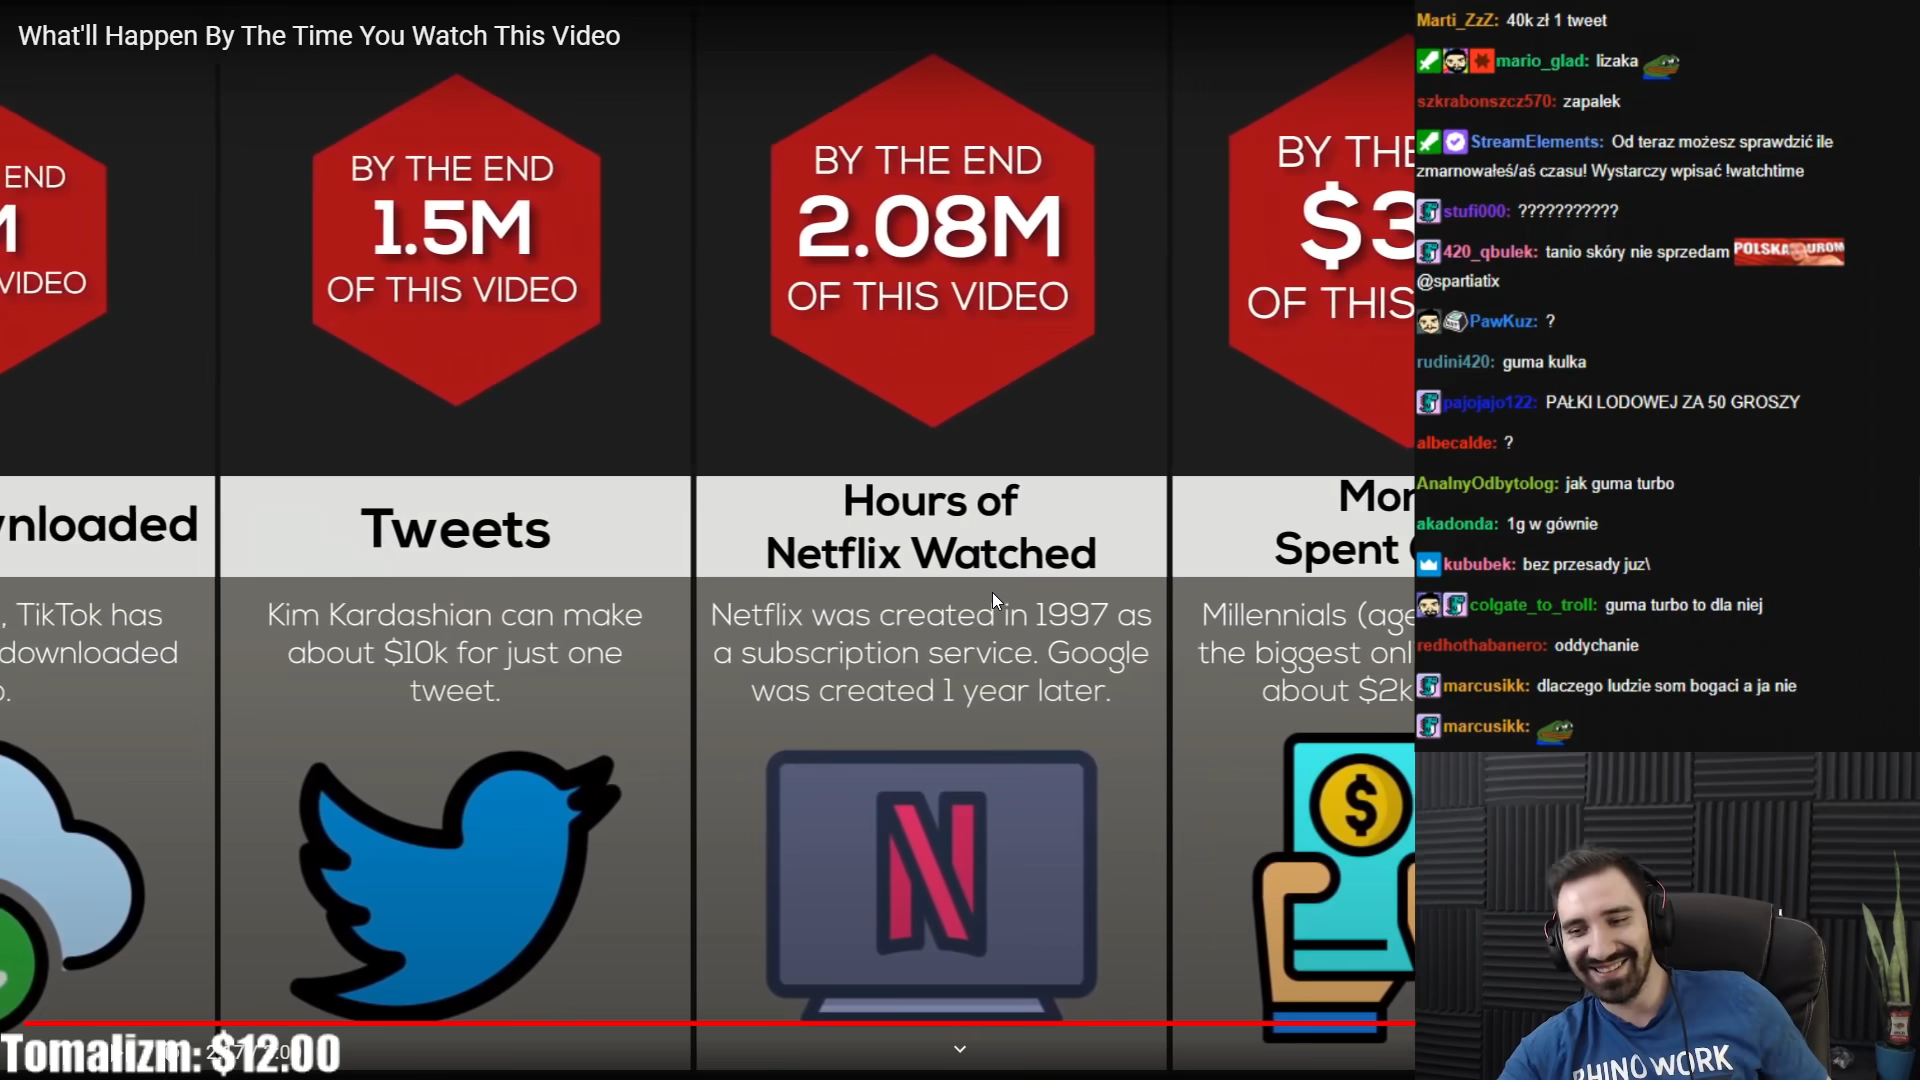 What'll Happen By The Time You Watch This Video
END
M
VIDEO
BY THE END
1.5M
OF THIS VIDEO
BY THE END
2.08M
OF THIS VIDEO
BY THE
$3
OF THIS
wnloaded
Tweets
Hours of
Netflix Watched
Mon
Spent
, TikTok has
downloaded
Kim Kardashian can make
about $10k for just one
tweet.
Netflix was created in 1997 as
a subscription service. Google
was created 1 year later.
Millennials (age
the biggest onl
about $2k
N
$
Tomalizm: $12.00
Marti_ZzZ: 40k zł 1 tweet
mario_glad: lizaka
szkrabonszcz570: zapalek
StreamElements: Od teraz możesz sprawdzić ile
zmarnowałeś/aś czasu! Wystarczy wpisać !watchtime
stufi000: ???????????
420_qbulek: tanio skóry nie sprzedam POLSKA GUROM
@spartiatix
PawKuz: ?
rudini420: guma kulka
pajojajo122: PAŁKI LODOWEJ ZA 50 GROSZY
albecalde: ?
AnalnyOdbytolog: jak guma turbo
akadonda: 1g w gównie
kububek: bez przesady juz\
colgate_to_troll: guma turbo to dla niej
redhothabanero: oddychanie
marcusikk: dlaczego ludzie som bogaci a ja nie
marcusikk:
RHINO WORK